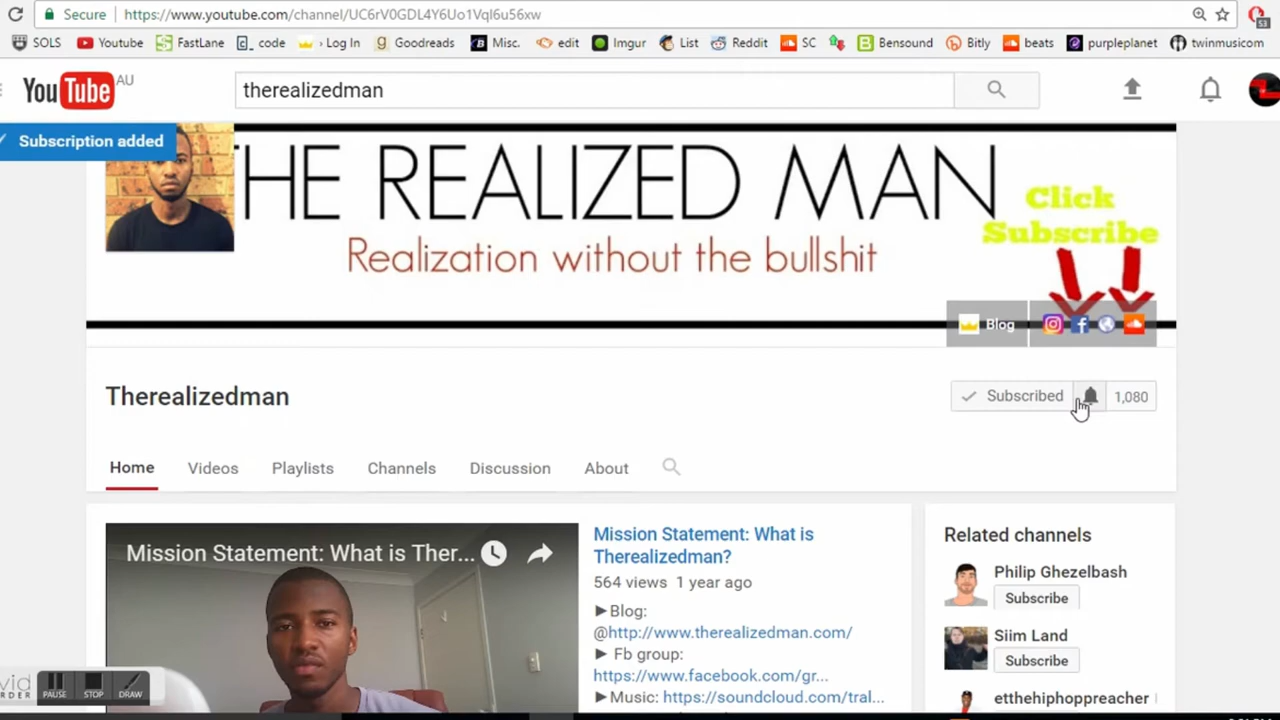 Secure https://www.youtube.com/channel/UC6rV0GDL4Y6Uo1Vql6u56xw
53
SOLS Youtube FastLane code › Log In Goodreads Misc. edit Imgur List Reddit SC Bensound Bitly beats purpleplanet twinmusicom
YouTube AU
therealizedman
Subscription added
HE REALIZED MAN
Realization without the bullshit
Click
Subscribe
Blog
Therealizedman
Subscribed 1,080
Home Videos Playlists Channels Discussion About
Mission Statement: What is Ther...
Mission Statement: What is
Therealizedman?
564 views 1 year ago
►Blog:
@http://www.therealizedman.com/
► Fb group:
https://www.facebook.com/gr...
►Music: https://soundcloud.com/tral...
Related channels
Philip Ghezelbash
Subscribe
Siim Land
Subscribe
etthehiphoppreacher
vid
RDER
PAUSE STOP DRAW